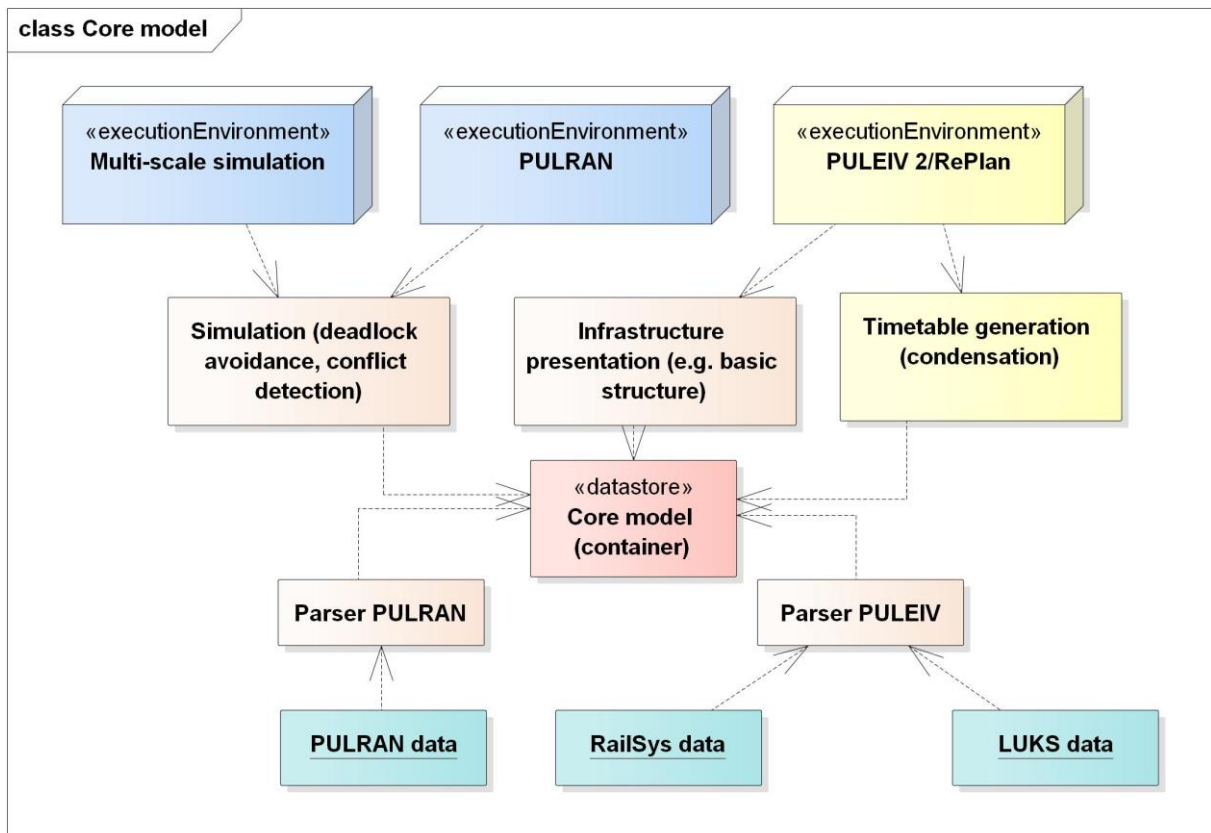 class Core model
«executionEnvironment»
Multi-scale simulation
«executionEnvironment»
PULRAN
«executionEnvironment»
PULEIV 2/RePlan
Simulation (deadlock
avoidance, conflict
detection)
Infrastructure
presentation (e.g. basic
structure)
Timetable generation
(condensation)
«datastore»
Core model
(container)
Parser PULRAN
Parser PULEIV
PULRAN data
RailSys data
LUKS data